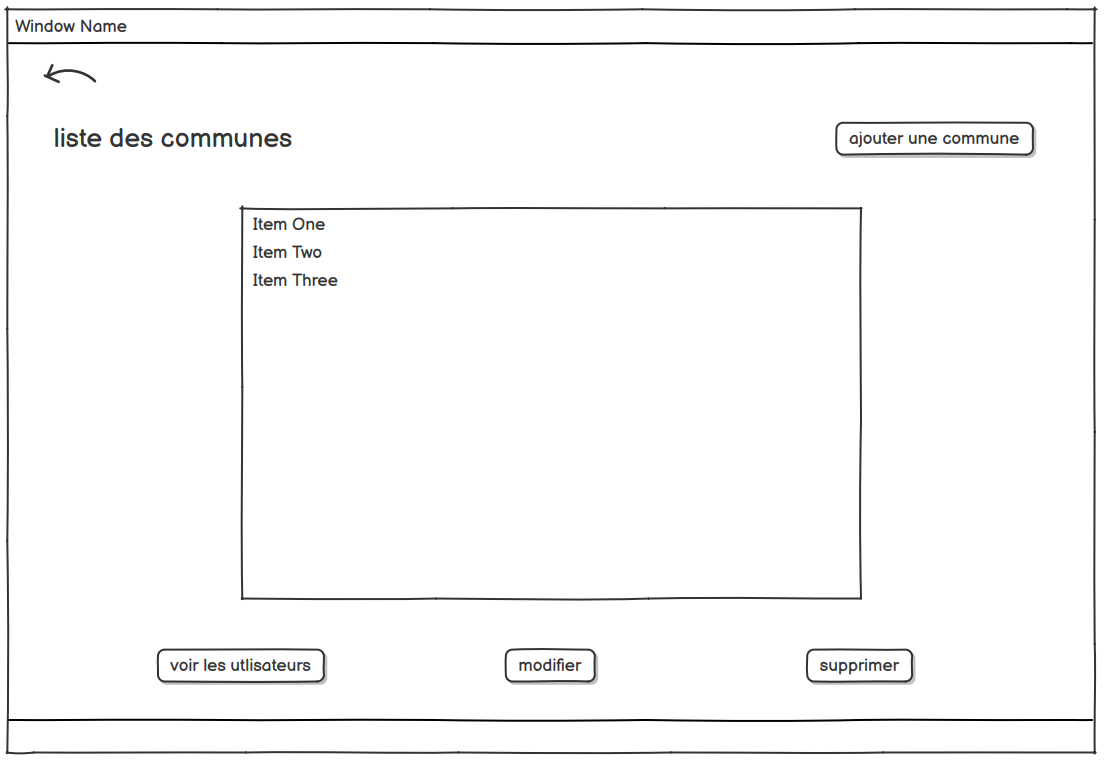 Window Name
liste des communes
ajouter une commune
Item One
Item Two
Item Three
voir les utlisateurs
modifier
supprimer